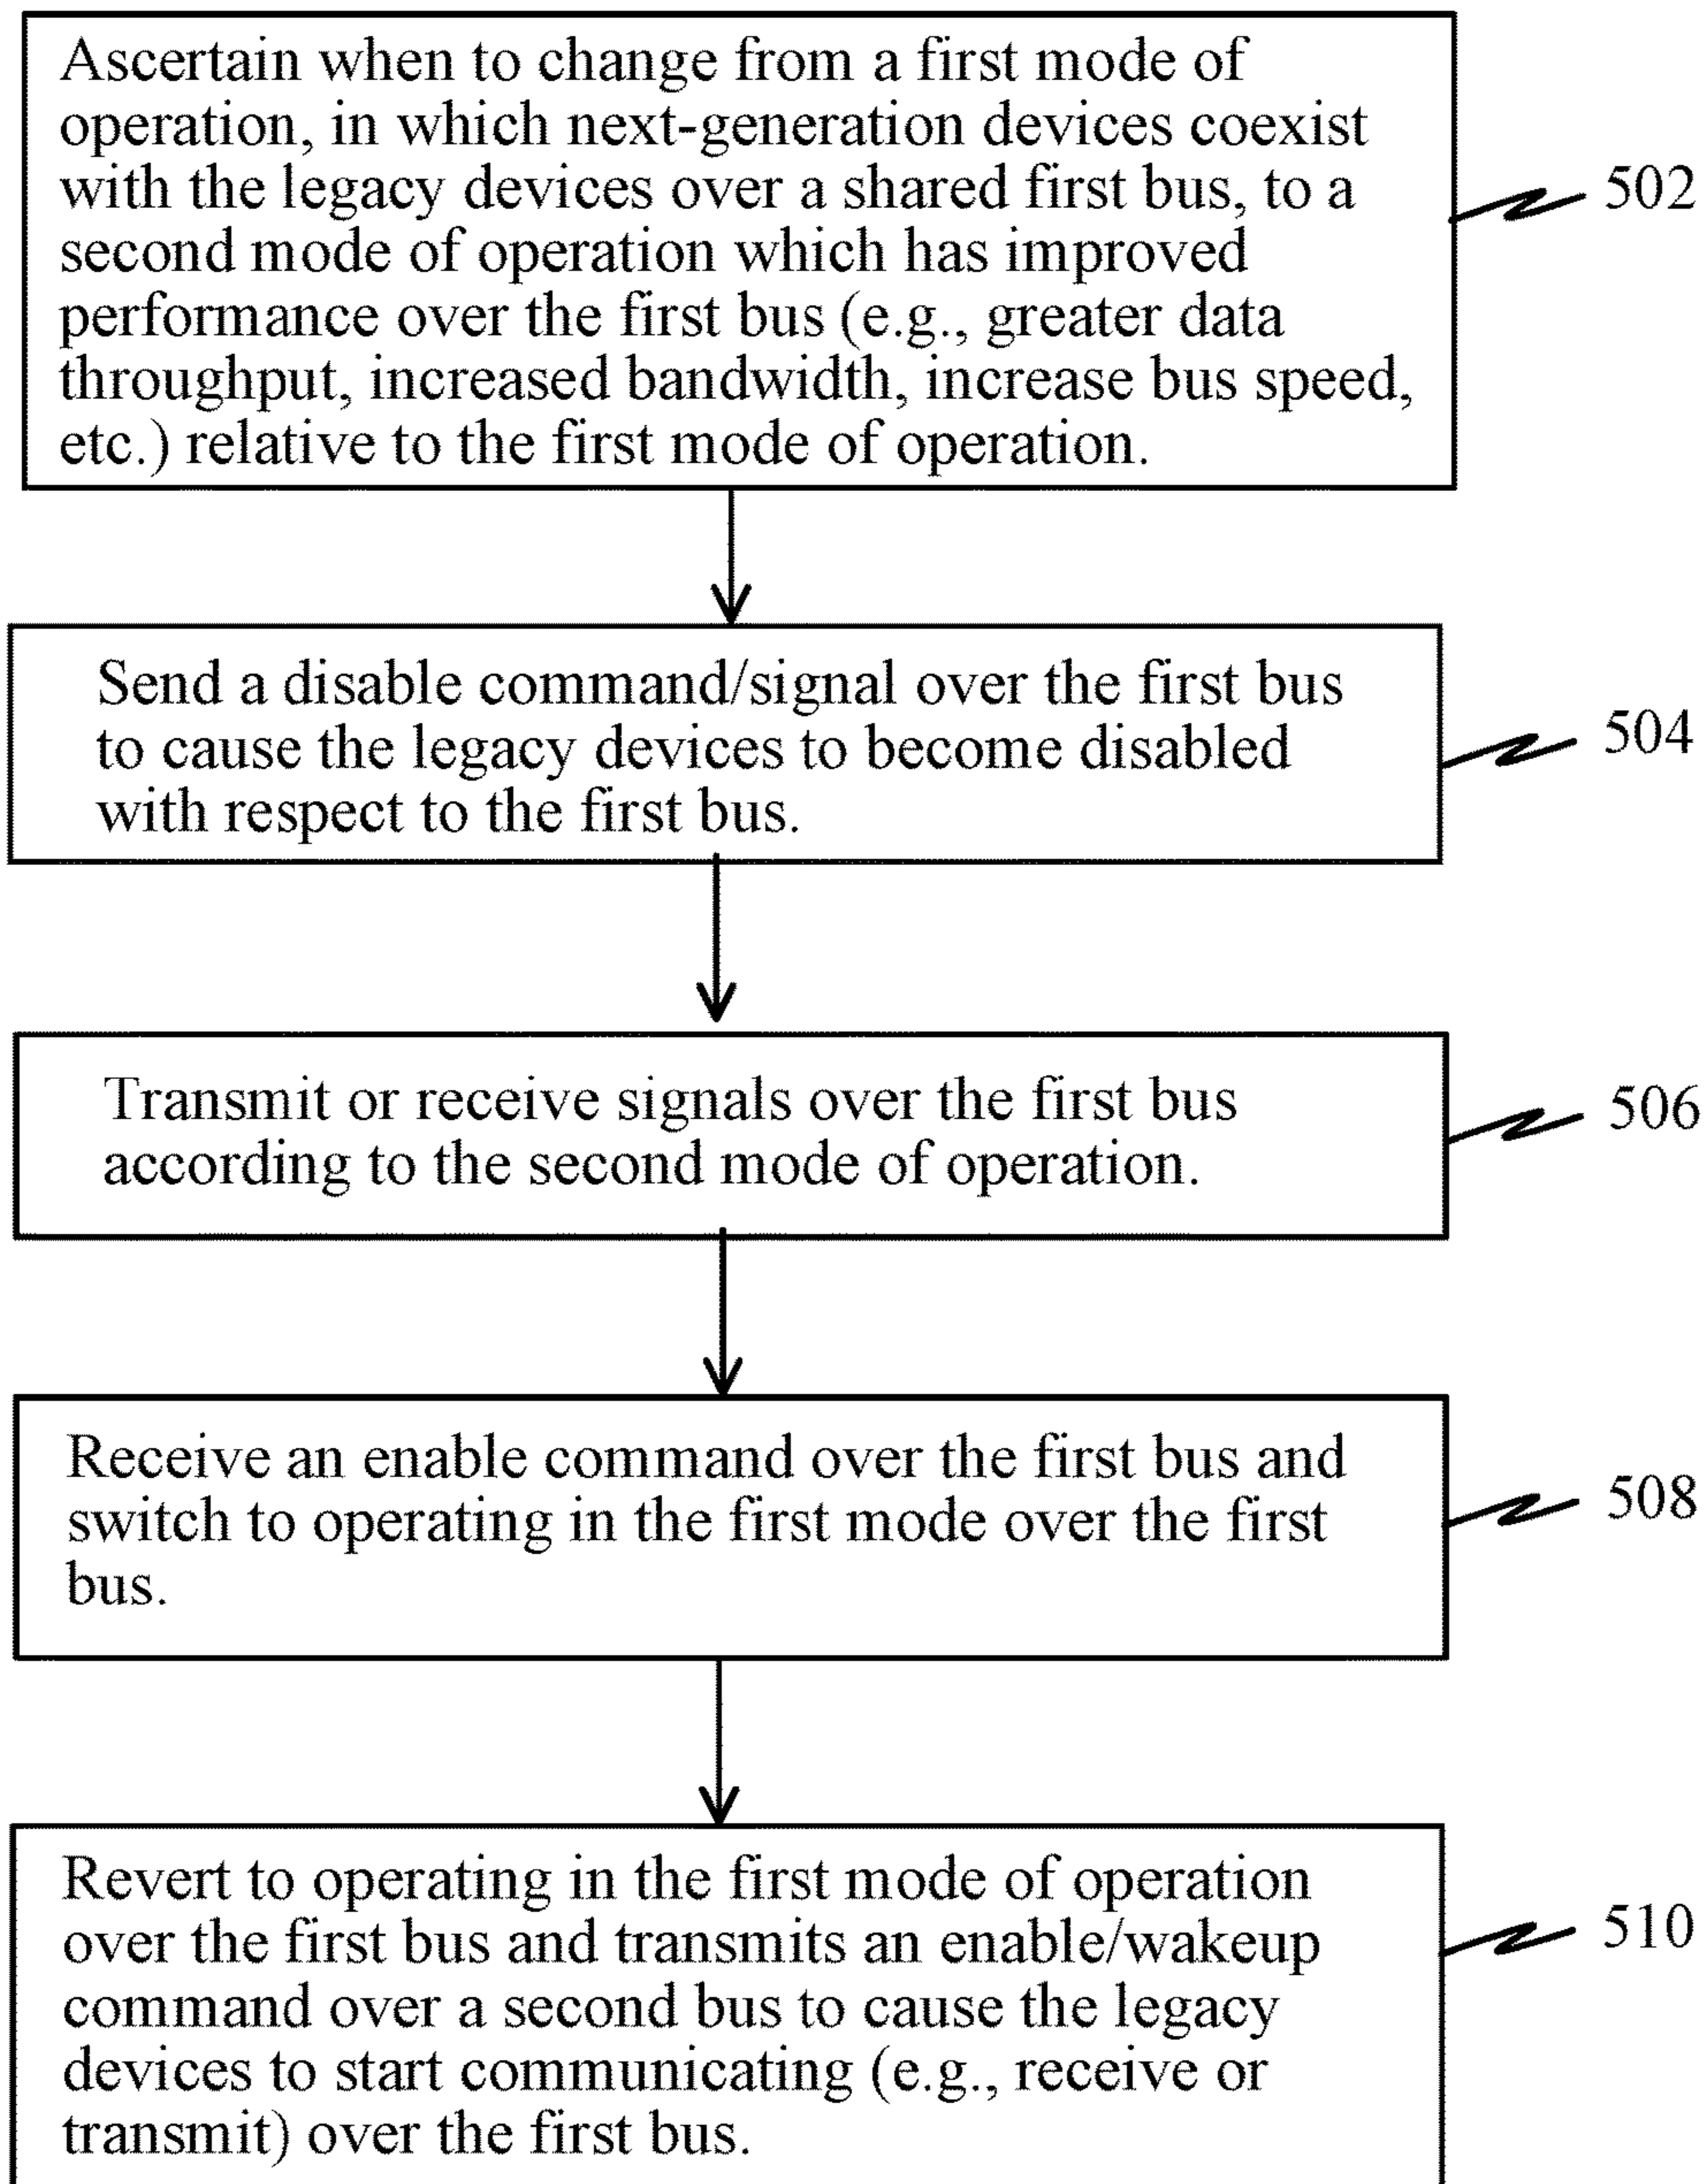 Ascertain when to change from a first mode of
operation, in which next-generation devices coexist
with the legacy devices over a shared first bus, to a
second mode of operation which has improved
performance over the first bus (e.g., greater data
throughput, increased bandwidth, increase bus speed,
etc.) relative to the first mode of operation.
502
Send a disable command/signal over the first bus
to cause the legacy devices to become disabled
with respect to the first bus.
504
Transmit or receive signals over the first bus
according to the second mode of operation.
506
Receive an enable command over the first bus and
switch to operating in the first mode over the first
bus.
508
Revert to operating in the first mode of operation
over the first bus and transmits an enable/wakeup
command over a second bus to cause the legacy
devices to start communicating (e.g., receive or
transmit) over the first bus.
510